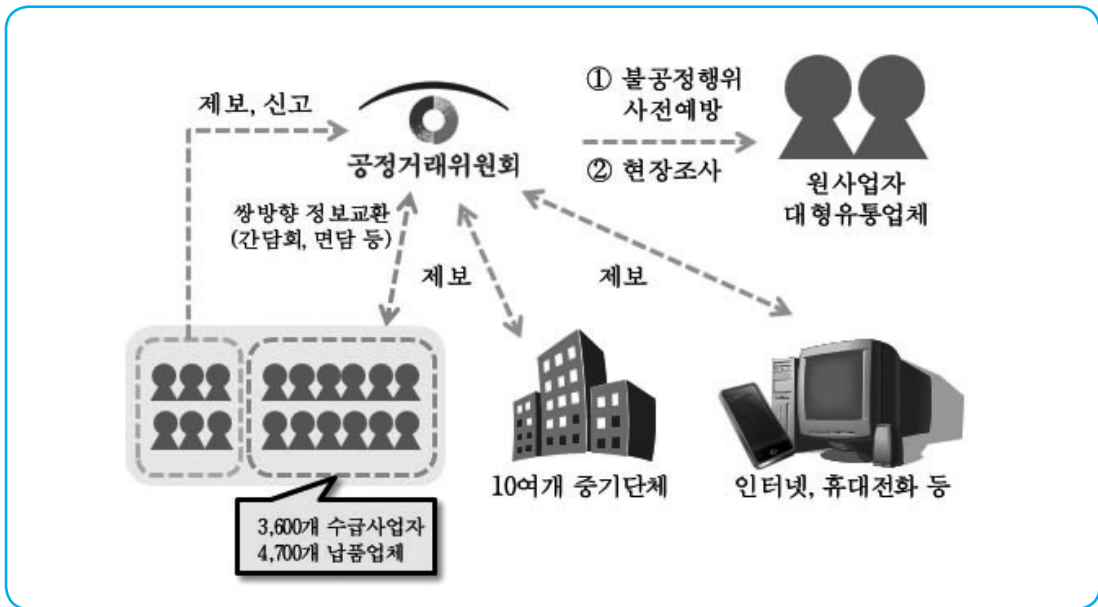 제보, 신고
공정거래위원회
① 불공정행위
사전예방
② 현장조사
원사업자
대형유통업체
쌍방향 정보교환
(간담회, 면담 등)
제보
제보
10여개 중기단체
인터넷, 휴대전화 등
3,600개 수급사업자
4,700개 납품업체